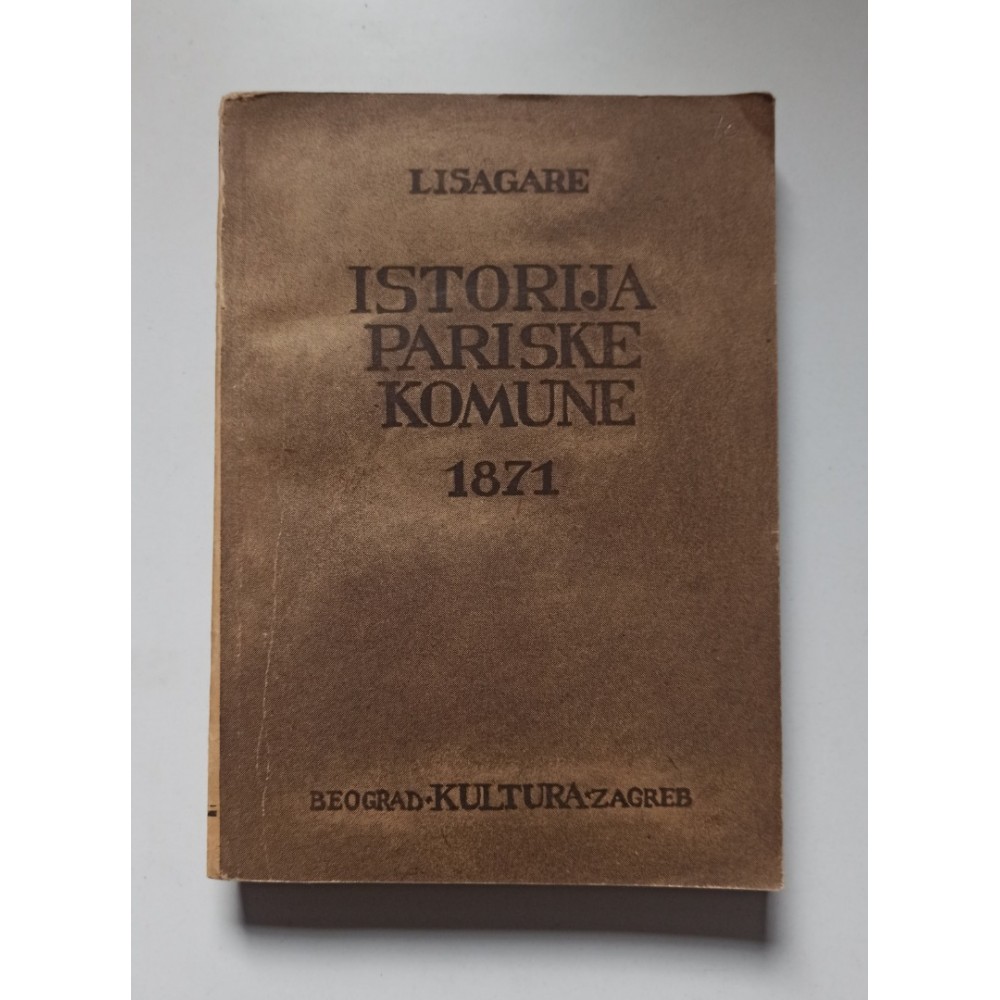 LISAGARE
ISTORIJA
PARISKE
KOMUNE
1871
BEOGRAD·KULTURA·ZAGREB